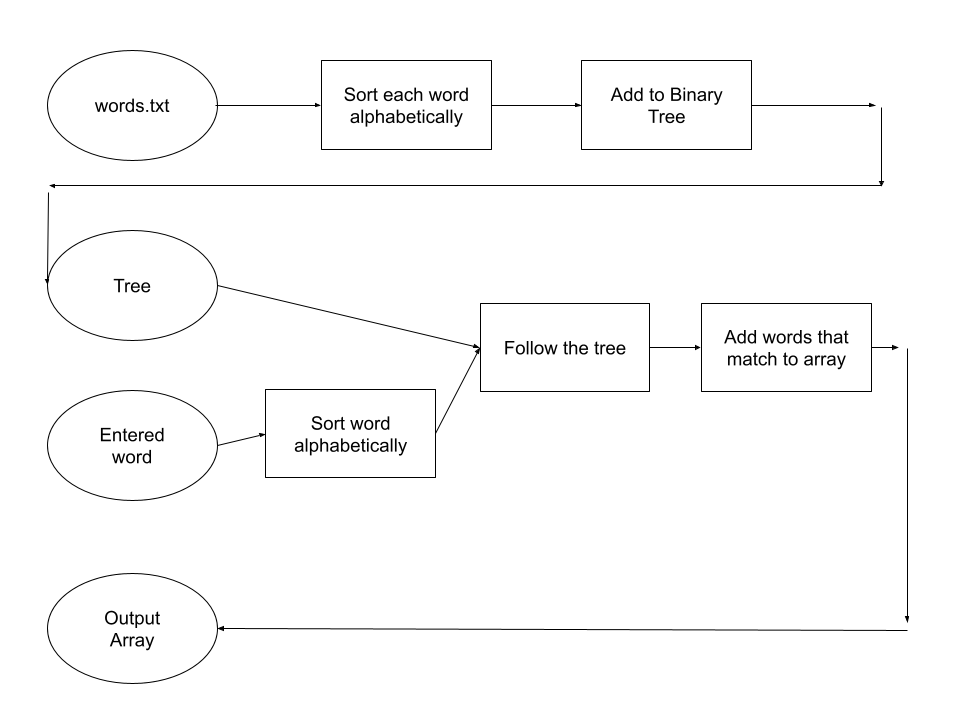 words.txt
Sort each word
alphabetically
Add to Binary
Tree
Tree
Follow the tree
Add words that
match to array
Entered
word
Sort word
alphabetically
Output
Array